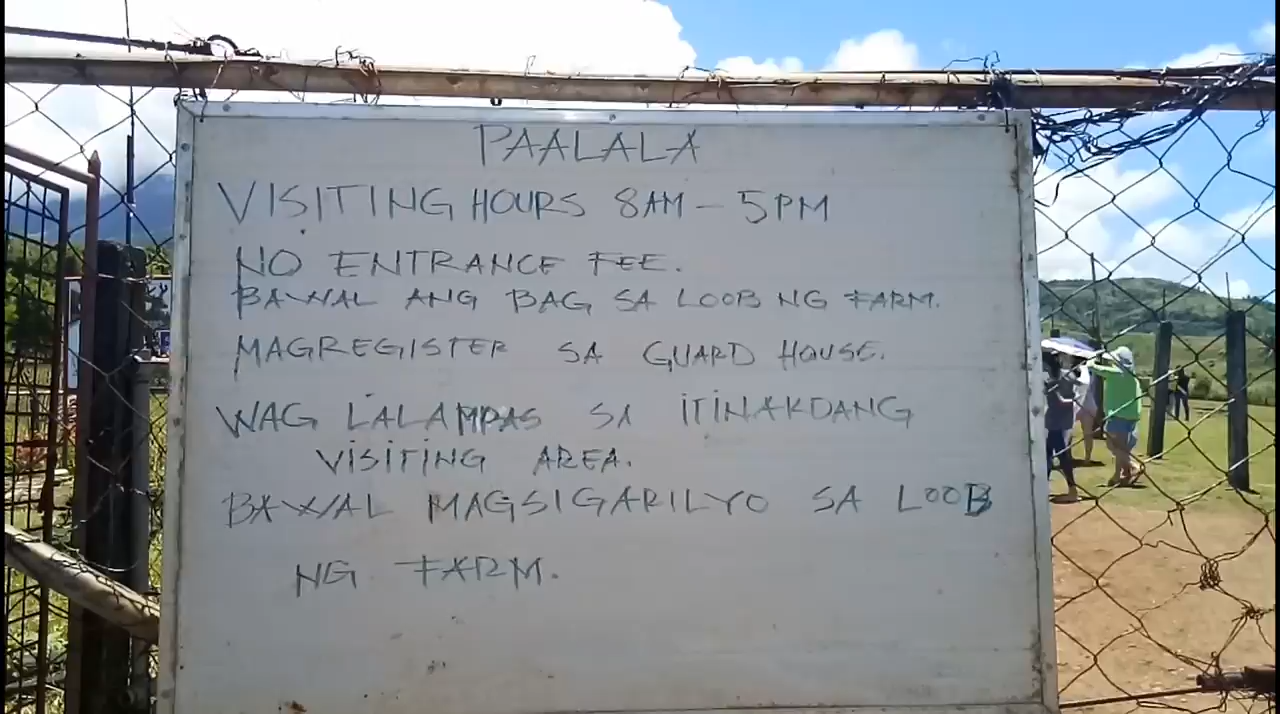 PAALALA
VISITING HOURS 8AM - 5PM
NO ENTRANCE FEE.
BAWAL ANG BAG SA LOOB NG FARM.
MAGREGISTER SA GUARD HOUSE.
WAG LALAMPAS SA ITINAKDANG
VISITING AREA.
BAWAL MAGSIGARILYO SA LOOB
NG FARM.